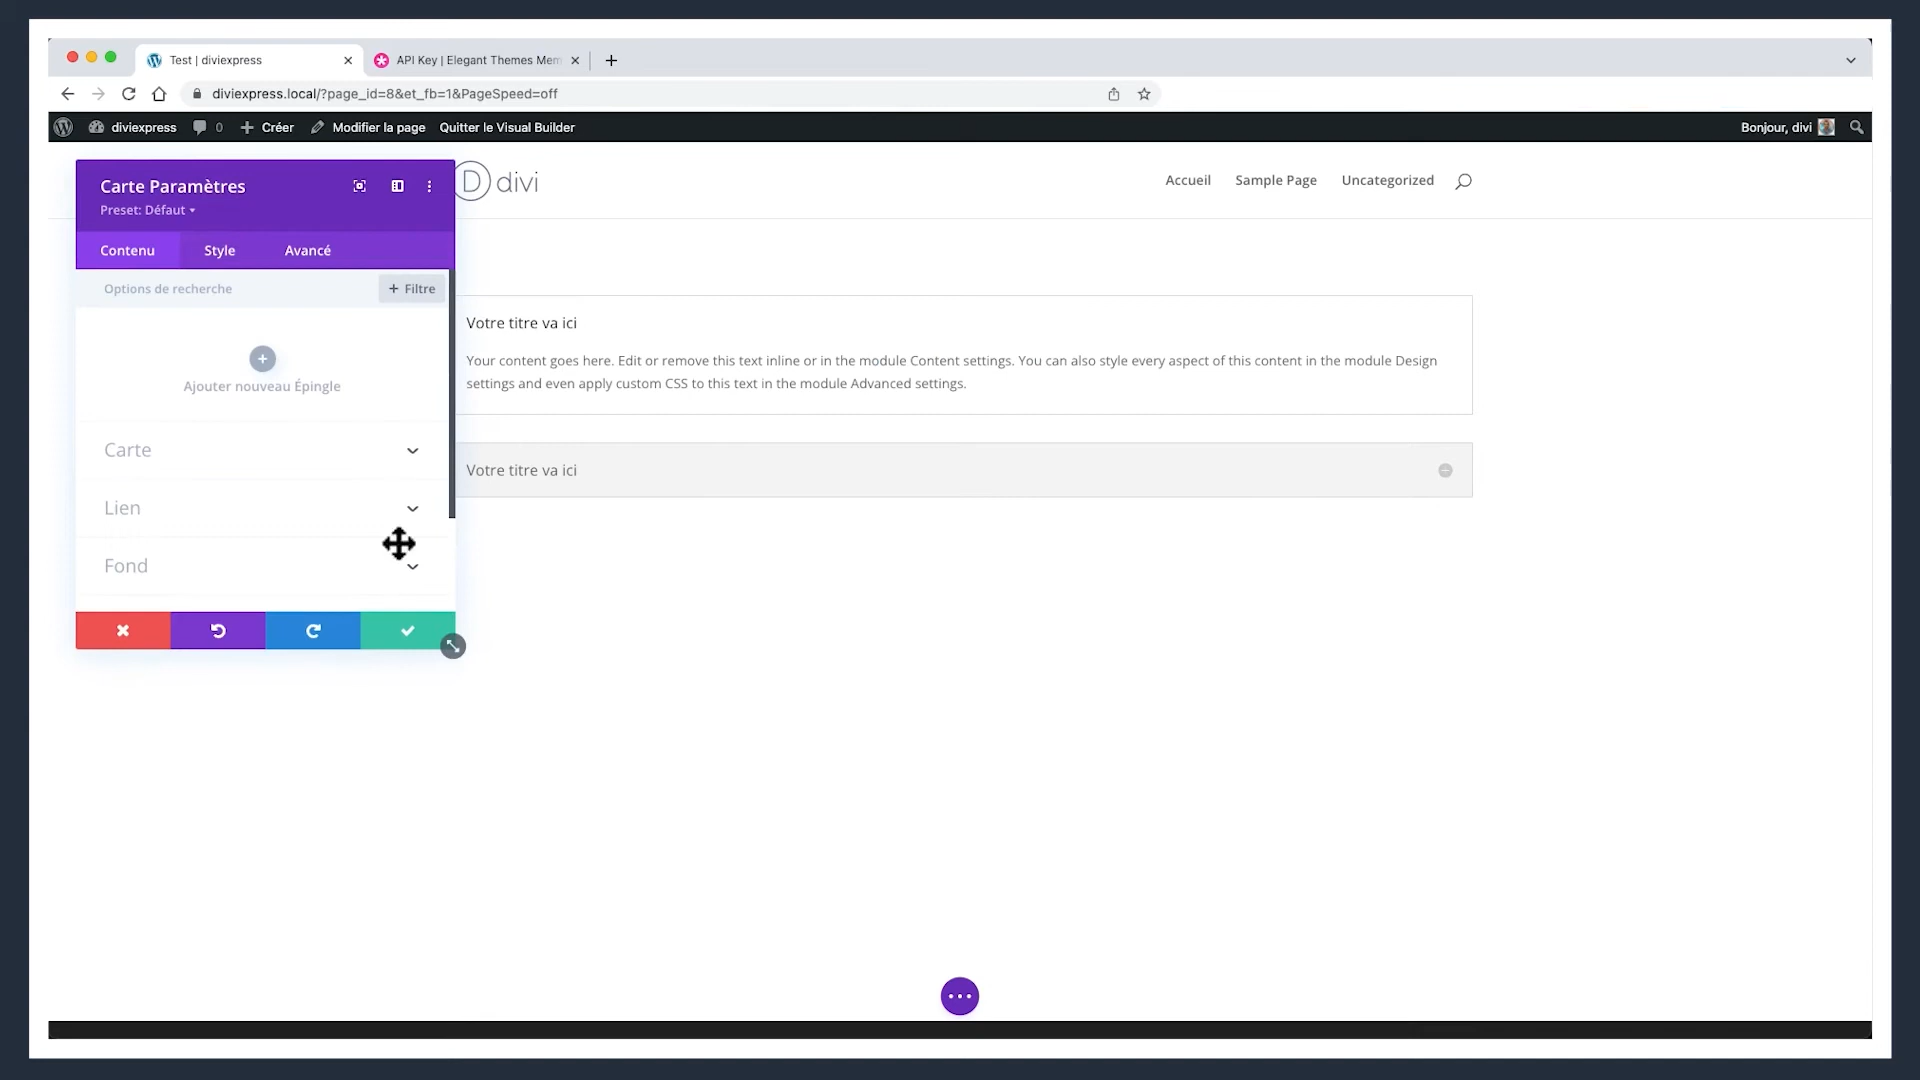 Test | diviexpress
API Key | Elegant Themes Mem
diviexpress.local/?page_id=8&et_fb=1&PageSpeed=off
diviexpress 0 Créer Modifier la page Quitter le Visual Builder Bonjour, divi
Carte Paramètres
Preset: Défaut
D divi
Accueil Sample Page Uncategorized
Contenu Style Avancé
Options de recherche + Filtre
Ajouter nouveau Épingle
Carte
Lien
Fond
Votre titre va ici
Your content goes here. Edit or remove this text inline or in the module Content settings. You can also style every aspect of this content in the module Design
settings and even apply custom CSS to this text in the module Advanced settings.
Votre titre va ici